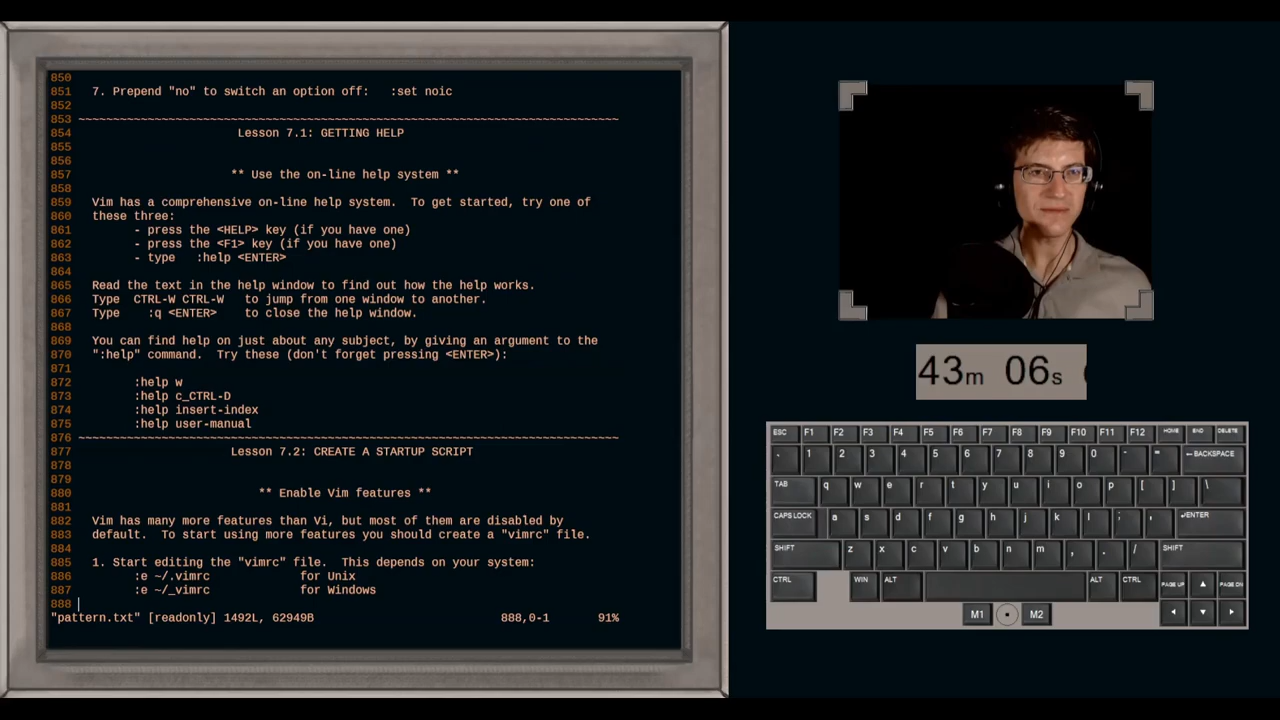 850
851 7. Prepend "no" to switch an option off: :set noic
852
853 ~~~~~~~~~~~~~~~~~~~~~~~~~~~~~~~~~~~~~~~~~~~~~~~~~~~~~~~~~~~~~~~~~~~~~~~~~~~~~~
854 Lesson 7.1: GETTING HELP
855
856
857 ** Use the on-line help system **
858
859 Vim has a comprehensive on-line help system. To get started, try one of
860 these three:
861 - press the <HELP> key (if you have one)
862 - press the <F1> key (if you have one)
863 - type :help <ENTER>
864
865 Read the text in the help window to find out how the help works.
866 Type CTRL-W CTRL-W to jump from one window to another.
867 Type :q <ENTER> to close the help window.
868
869 You can find help on just about any subject, by giving an argument to the
870 ":help" command. Try these (don't forget pressing <ENTER>):
871
872 :help w
873 :help c_CTRL-D
874 :help insert-index
875 :help user-manual
876 ~~~~~~~~~~~~~~~~~~~~~~~~~~~~~~~~~~~~~~~~~~~~~~~~~~~~~~~~~~~~~~~~~~~~~~~~~~~~~~
877 Lesson 7.2: CREATE A STARTUP SCRIPT
878
879
880 ** Enable Vim features **
881
882 Vim has many more features than Vi, but most of them are disabled by
883 default. To start using more features you should create a "vimrc" file.
884
885 1. Start editing the "vimrc" file. This depends on your system:
886 :e ~/.vimrc for Unix
887 :e ~/_vimrc for Windows
888
"pattern.txt" [readonly] 1492L, 62949B 888,0-1 91%
43m 06s
ESC F1 F2 F3 F4 F5 F6 F7 F8 F9 F10 F11 F12 HOME END DELETE
1 2 3 4 5 6 7 8 9 0 - = ←BACKSPACE
TAB q w e r t y u i o p [ ] \
CAPS LOCK a s d f g h j k l ; ↵ENTER
SHIFT z x c v b n m , . / SHIFT
CTRL WIN ALT ALT CTRL PAGE UP ▲ PAGE DN
M1 M2 ◄ ▼ ►